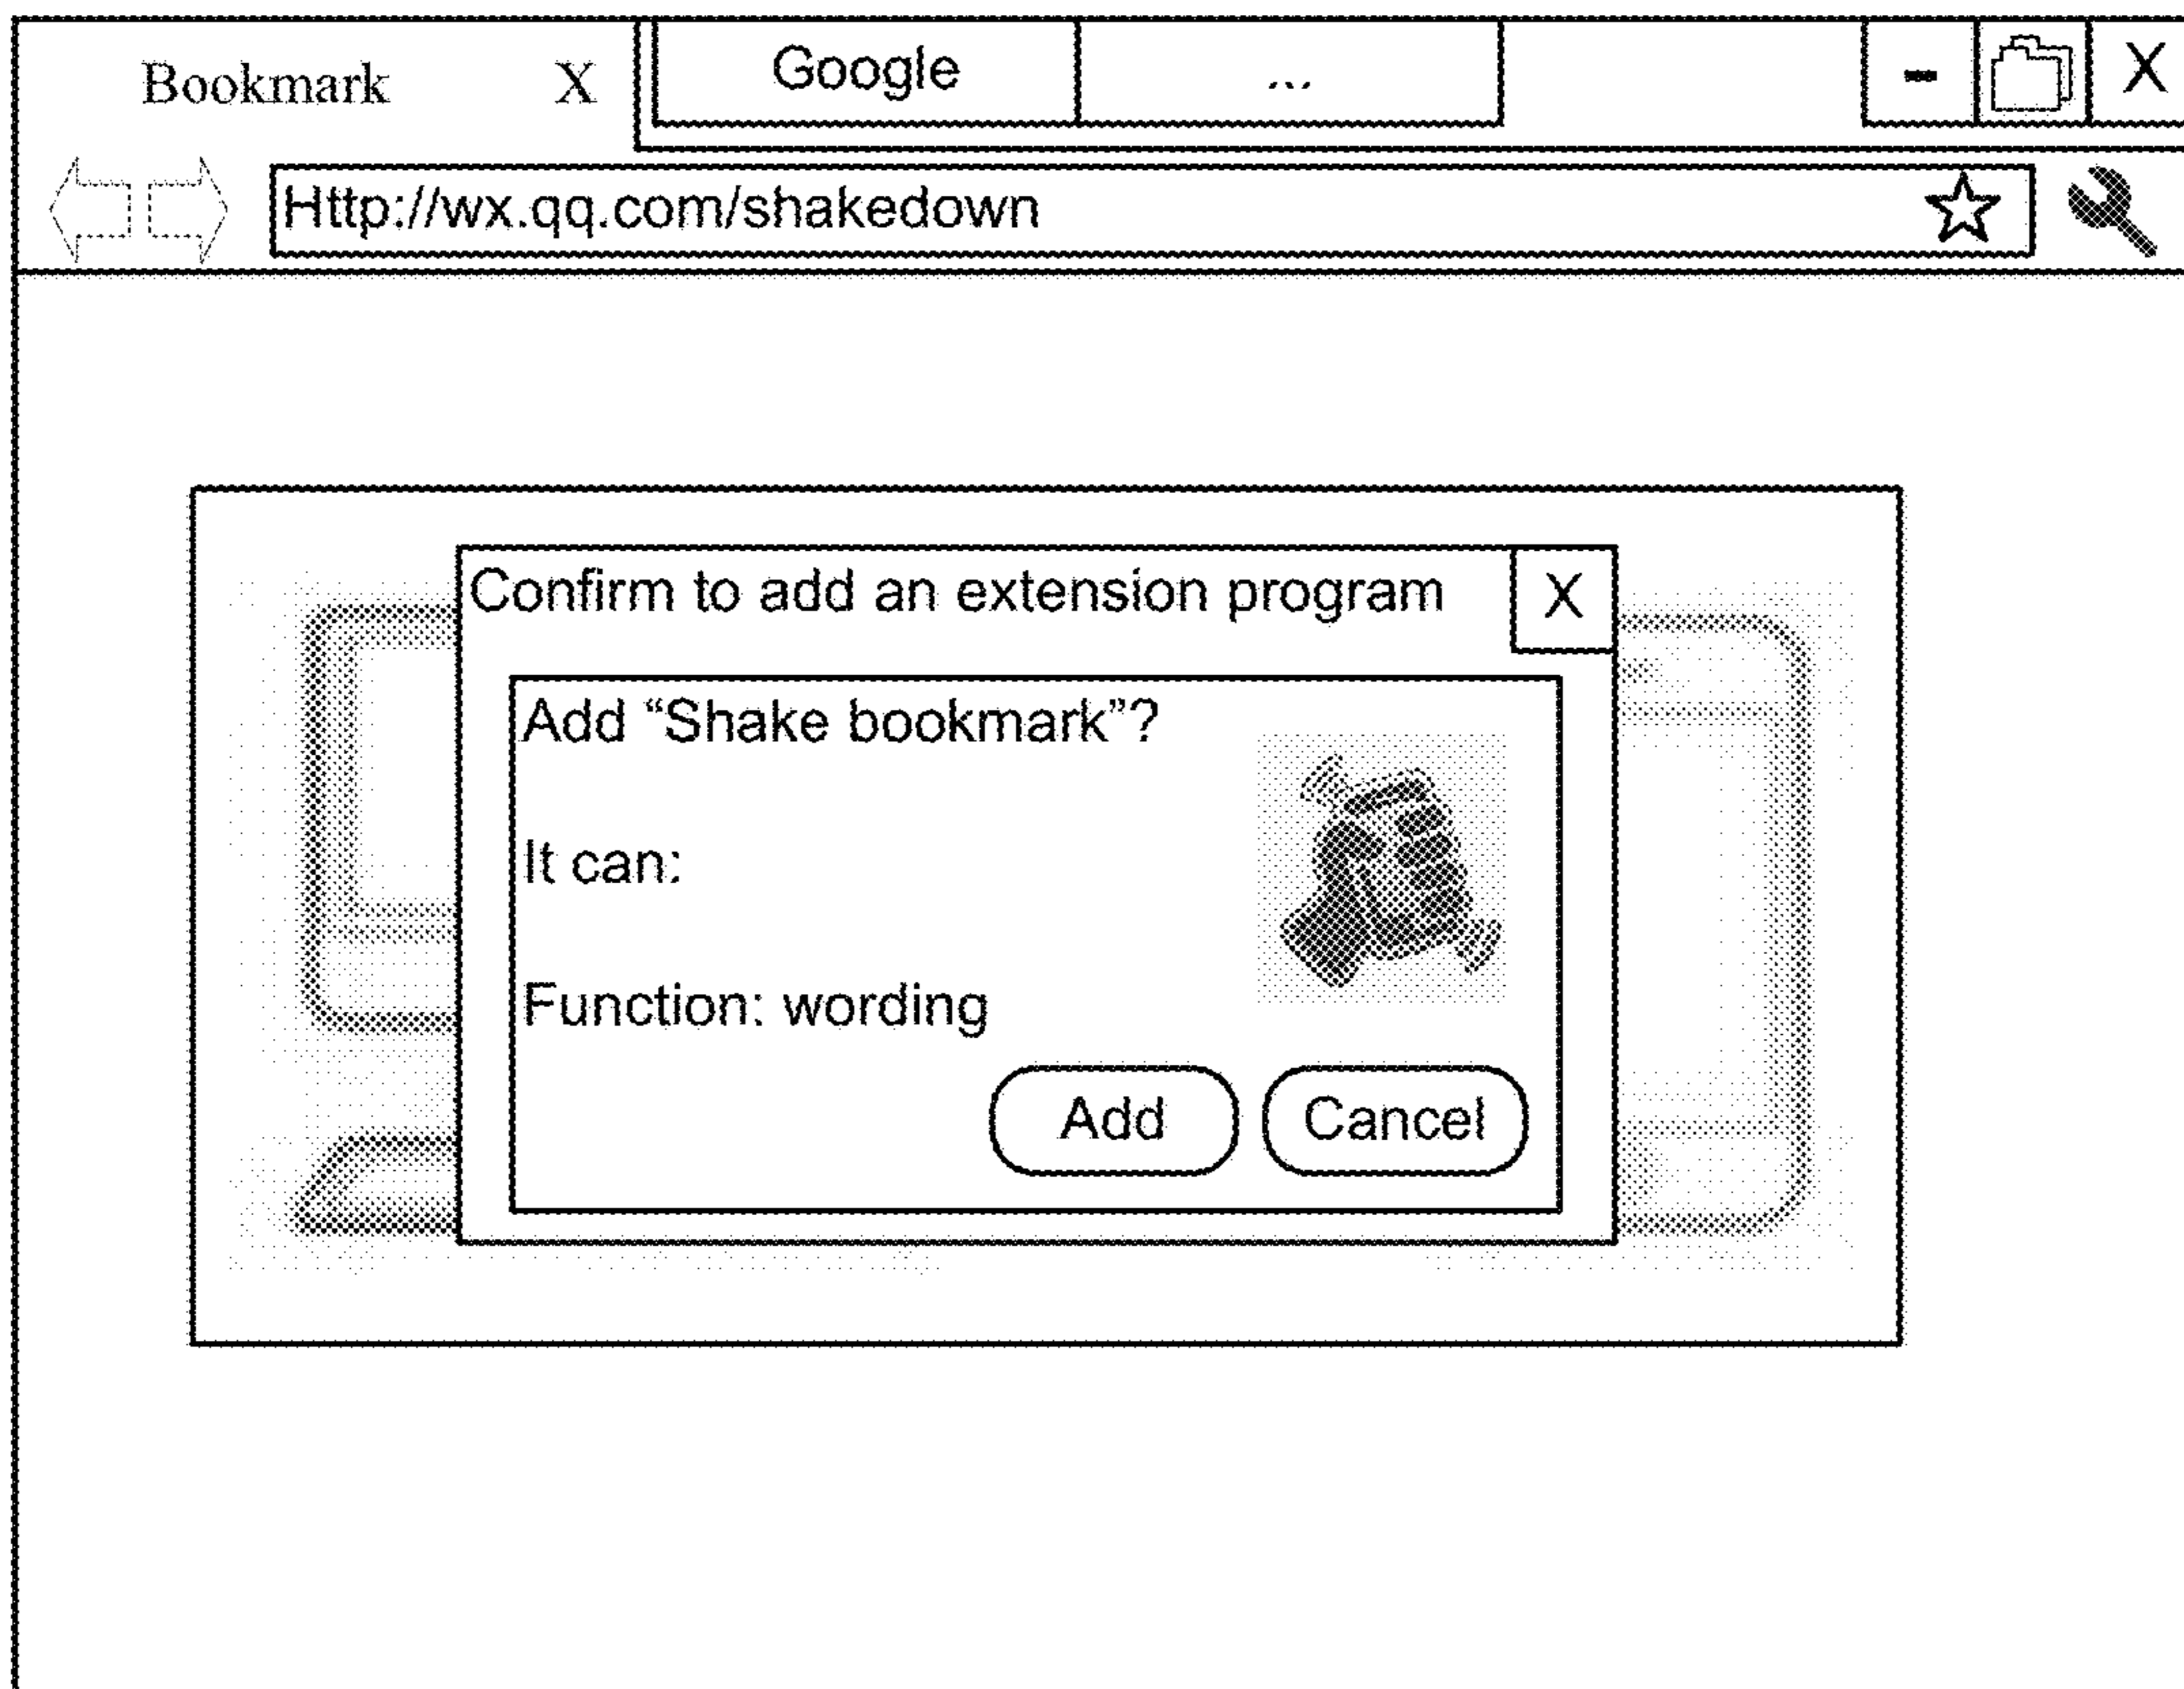 Bookmark X Google ... - X
Http://wx.qq.com/shakedown
Confirm to add an extension program X
Add “Shake bookmark”?
It can:
Function: wording
Add Cancel